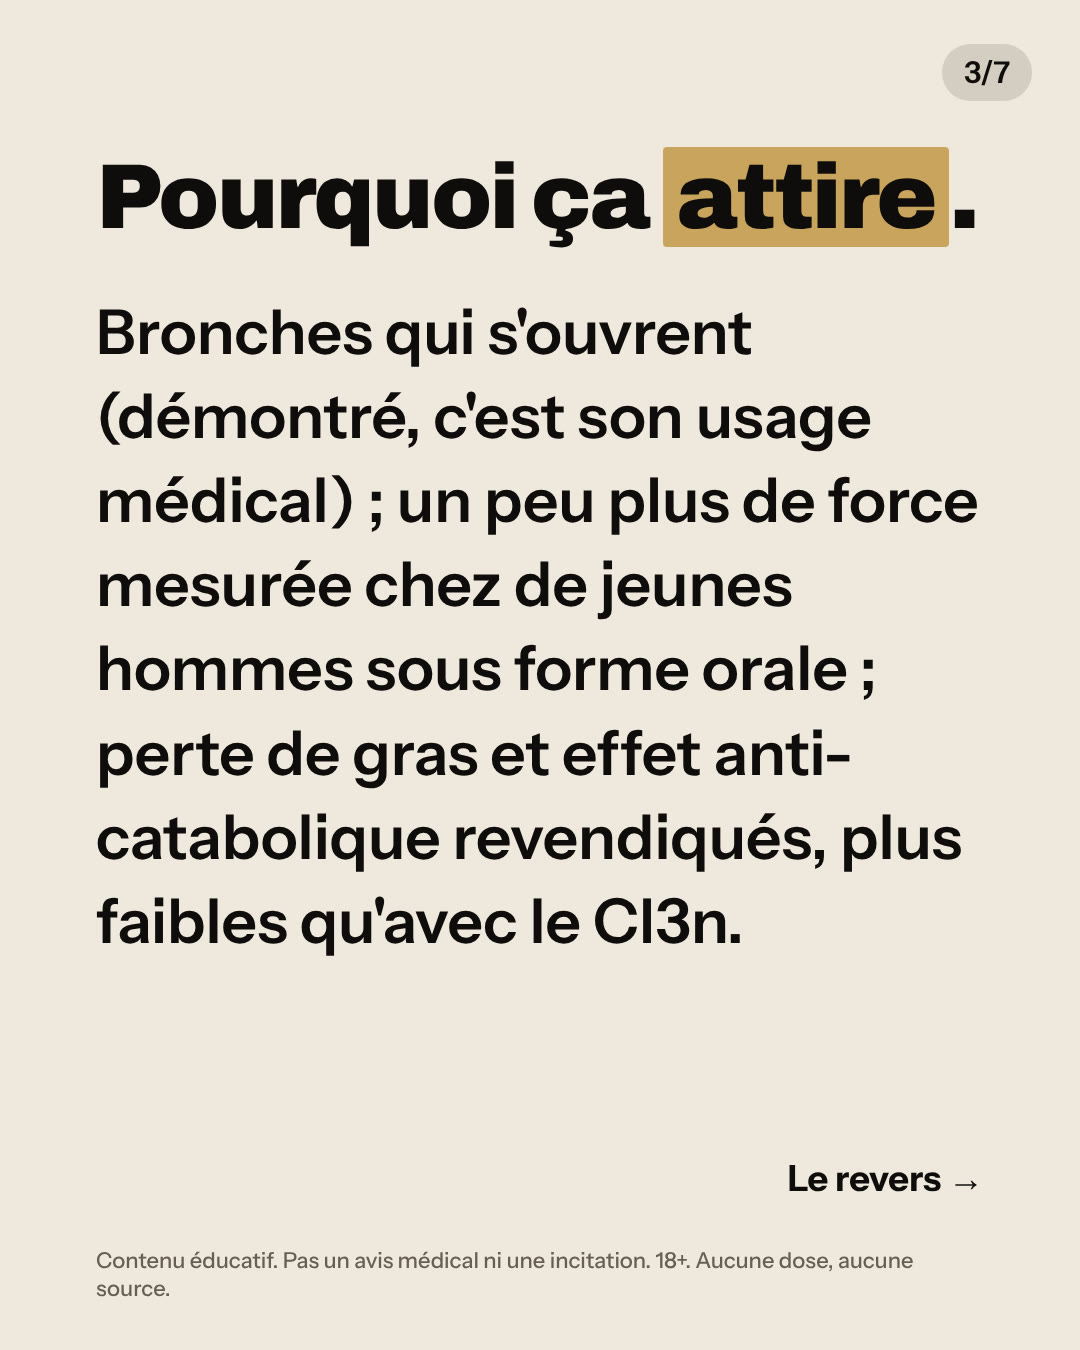 3/7
Pourquoi ça attire.
Bronches qui s'ouvrent
(démontré, c'est son usage
médical) ; un peu plus de force
mesurée chez de jeunes
hommes sous forme orale ;
perte de gras et effet anti-
catabolique revendiqués, plus
faibles qu'avec le Cl3n.
Le revers →
Contenu éducatif. Pas un avis médical ni une incitation. 18+. Aucune dose, aucune
source.